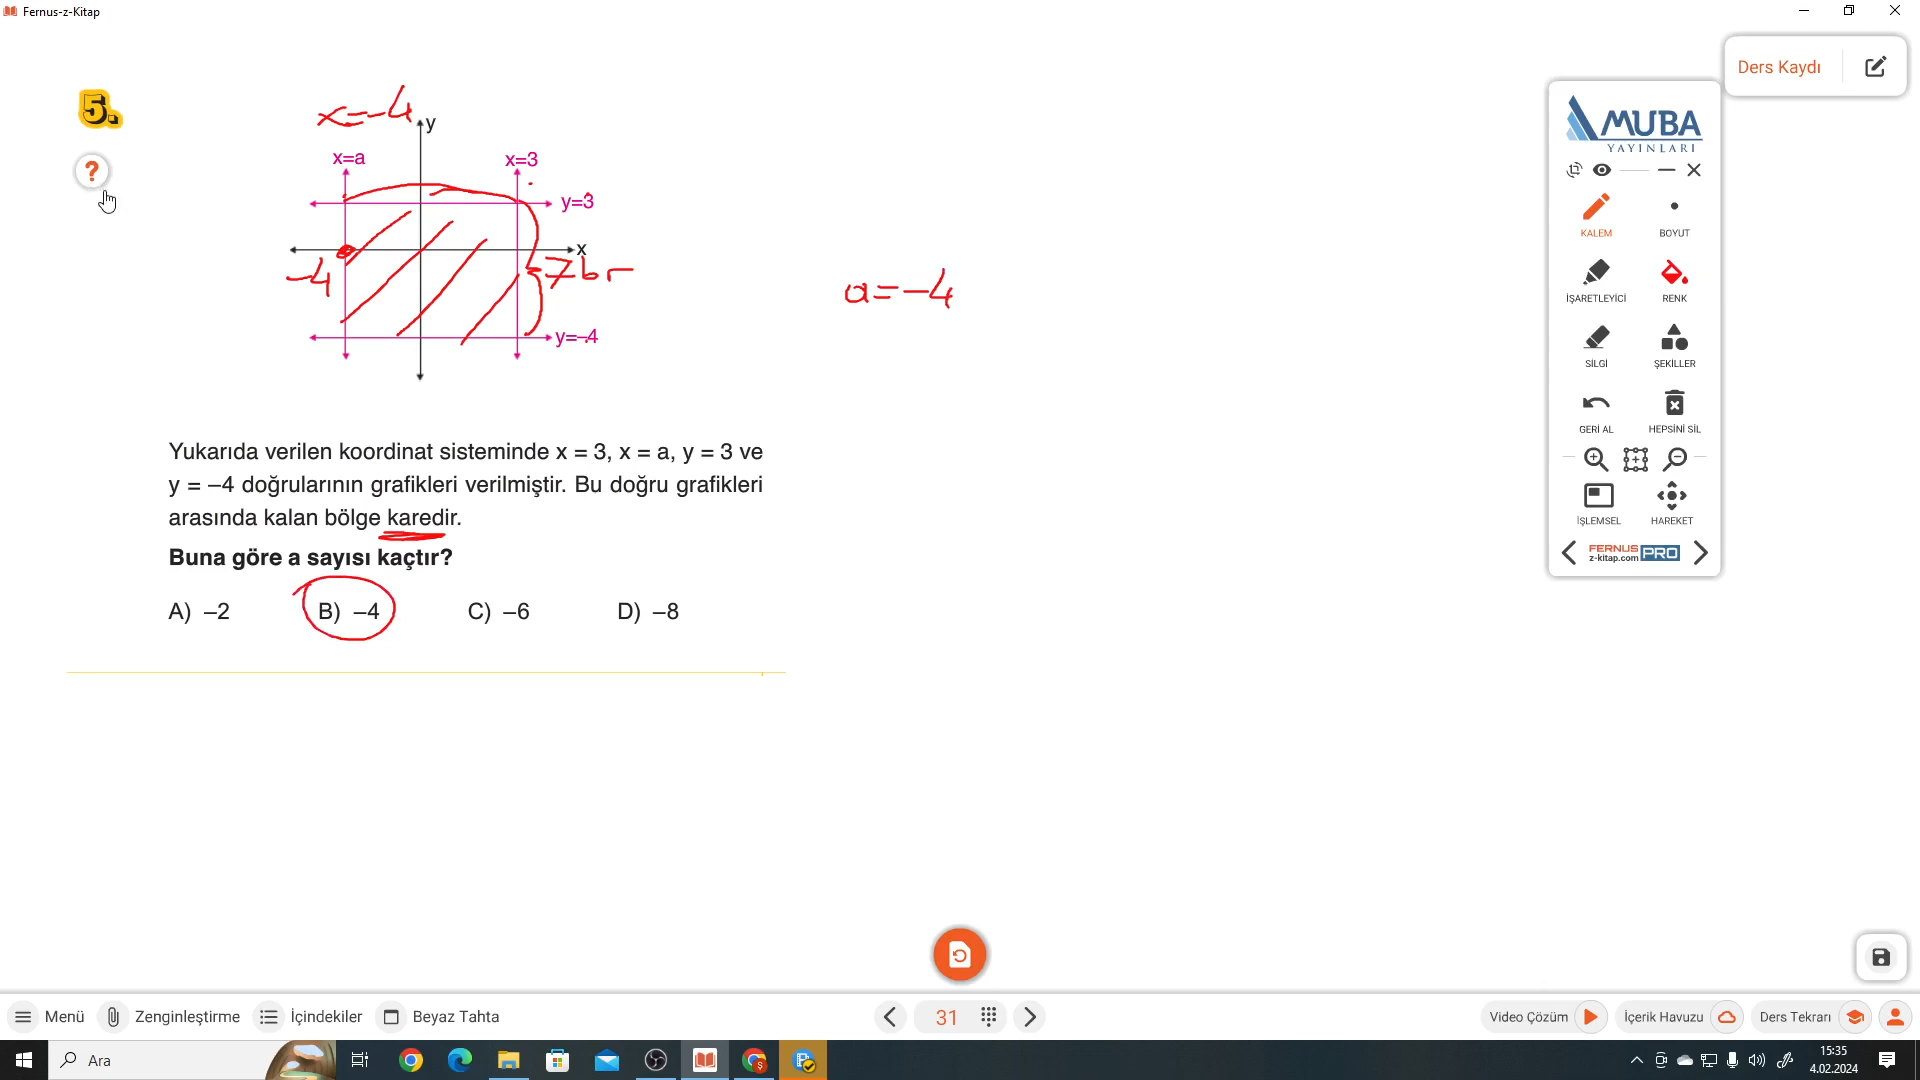 Fernus-z-Kitap
Ders Kaydı
5.
?
x=-4
y
x=a
x=3
y=3
x
-4
7br
y=–4
a=-4
Yukarıda verilen koordinat sisteminde x = 3, x = a, y = 3 ve
y = –4 doğrularının grafikleri verilmiştir. Bu doğru grafikleri
arasında kalan bölge karedir.
Buna göre a sayısı kaçtır?
A) –2 B) –4 C) –6 D) –8
MUBA
YAYINLARI
KALEM BOYUT
İŞARETLEYİCİ RENK
SİLGİ ŞEKİLLER
GERİ AL HEPSİNİ SİL
İŞLEMSEL HAREKET
FERNUS PRO
z-kitap.com
Menü Zenginleştirme İçindekiler Beyaz Tahta 31 Video Çözüm İçerik Havuzu Ders Tekrarı
Ara
15:35
4.02.2024